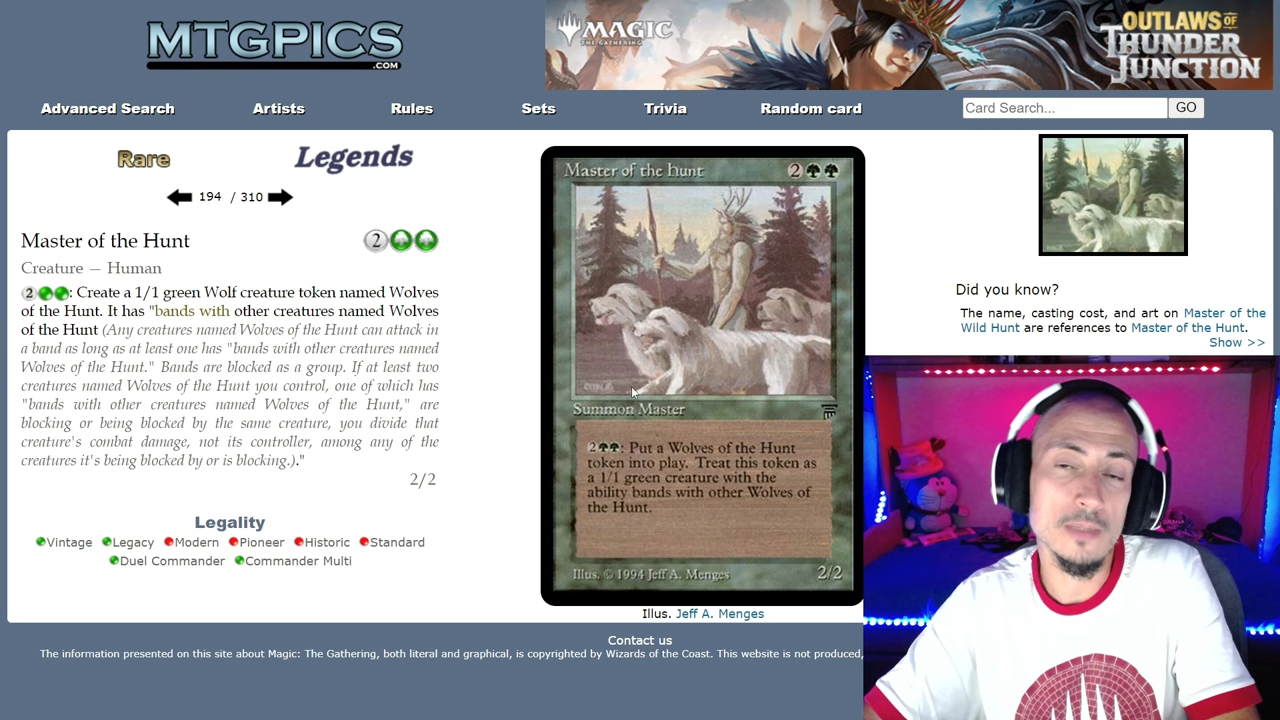 MTGPICS
.COM
MAGIC
THE GATHERING
OUTLAWS OF
THUNDER
JUNCTION
Advanced Search
Artists
Rules
Sets
Trivia
Random card
Card Search...
GO
Rare
Legends
194 / 310
Master of the Hunt
2
Creature — Human
2: Create a 1/1 green Wolf creature token named Wolves
of the Hunt. It has "bands with other creatures named Wolves
of the Hunt (Any creatures named Wolves of the Hunt can attack in
a band as long as at least one has "bands with other creatures named
Wolves of the Hunt." Bands are blocked as a group. If at least two
creatures named Wolves of the Hunt you control, one of which has
"bands with other creatures named Wolves of the Hunt," are
blocking or being blocked by the same creature, you divide that
creature's combat damage, not its controller, among any of the
creatures it's being blocked by or is blocking.)."
2/2
Legality
Vintage Legacy Modern Pioneer Historic Standard
Duel Commander Commander Multi
Master of the Hunt
2
Summon Master
2: Put a Wolves of the Hunt
token into play. Treat this token as
a 1/1 green creature with the
ability bands with other Wolves of
the Hunt.
Illus. © 1994 Jeff A. Menges
2/2
Illus. Jeff A. Menges
Did you know?
The name, casting cost, and art on Master of the
Wild Hunt are references to Master of the Hunt.
Show >>
Contact us
The information presented on this site about Magic: The Gathering, both literal and graphical, is copyrighted by Wizards of the Coast. This website is not produced,